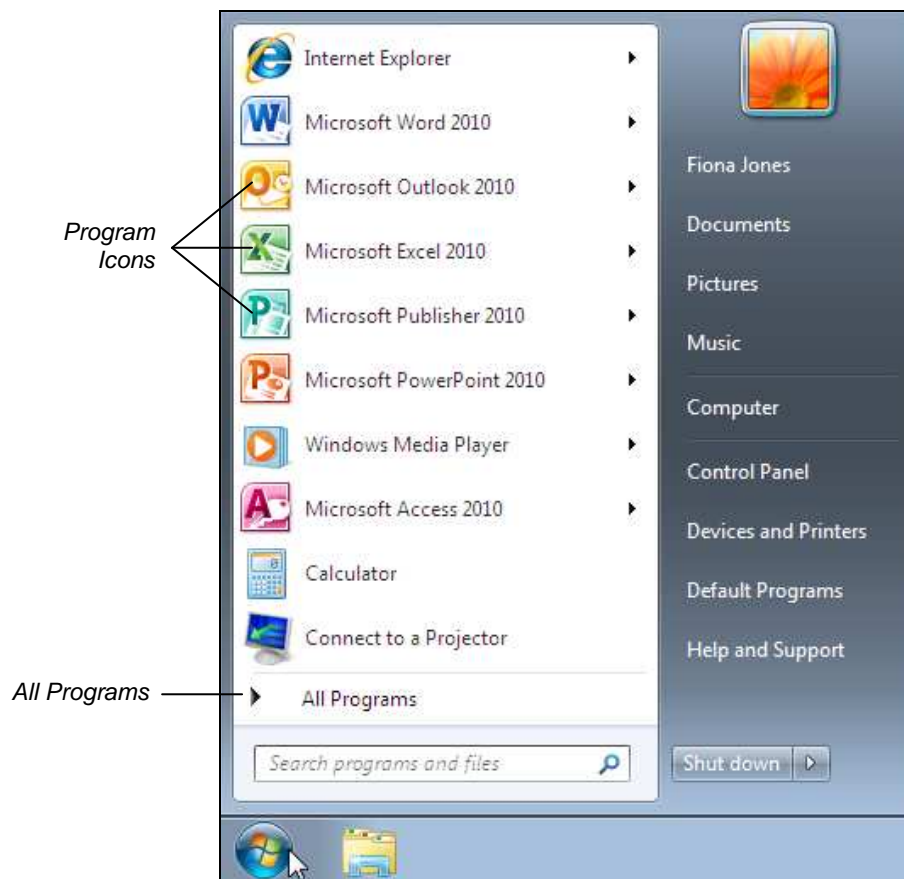 Internet Explorer
Microsoft Word 2010
Microsoft Outlook 2010
Microsoft Excel 2010
Microsoft Publisher 2010
Microsoft PowerPoint 2010
Windows Media Player
Microsoft Access 2010
Calculator
Connect to a Projector
All Programs
Search programs and files
Fiona Jones
Documents
Pictures
Music
Computer
Control Panel
Devices and Printers
Default Programs
Help and Support
Shut down
Program
Icons
All Programs